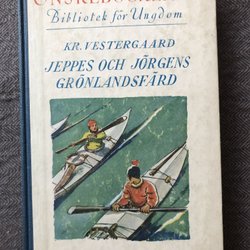 Bibliotek för Ungdom
KR. VESTERGAARD
JEPPES OCH JÖRGENS
GRÖNLANDSFÄRD